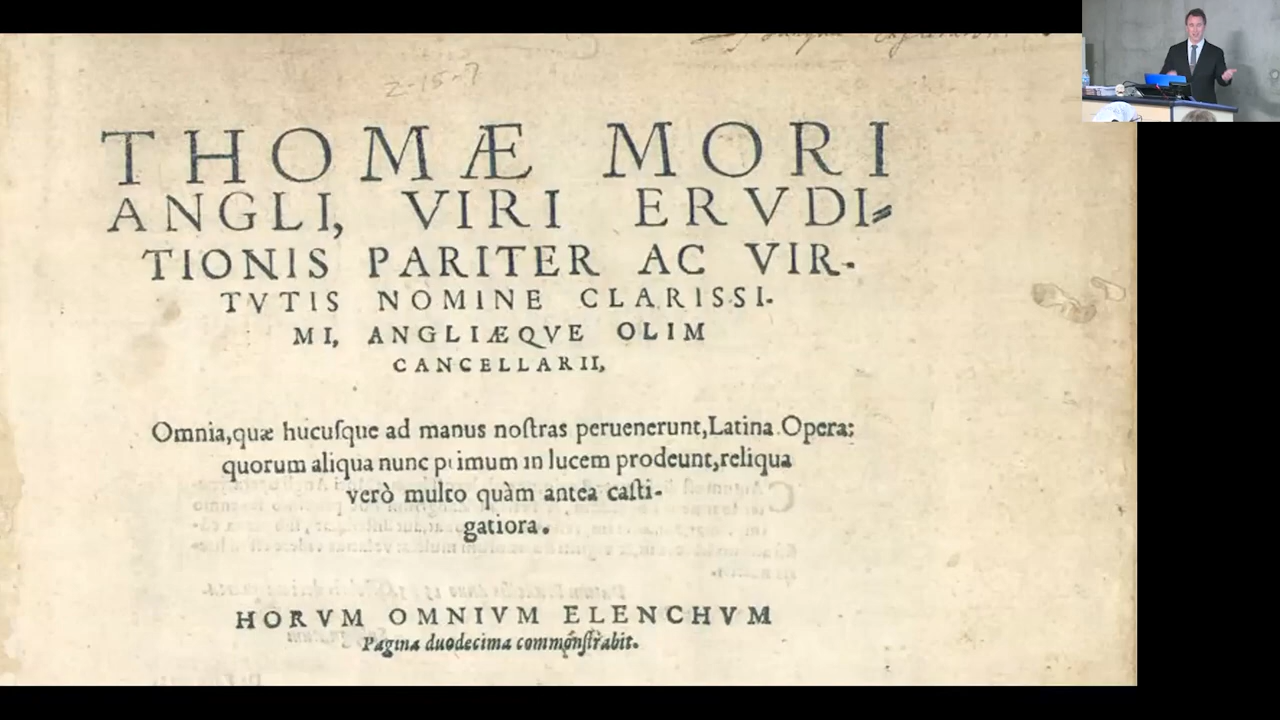 Z-15-7
THOMÆ MORI
ANGLI, VIRI ERVDI-
TIONIS PARITER AC VIR-
TVTIS NOMINE CLARISSI-
MI, ANGLIÆQVE OLIM
CANCELLARII,
Omnia, quæ hucuſque ad manus noſtras peruenerunt, Latina Opera:
quorum aliqua nunc primum in lucem prodeunt, reliqua
verò multo quàm antea caſti-
gatiora.
HORVM OMNIVM ELENCHVM
Pagina duodecima commõnſtrabit.